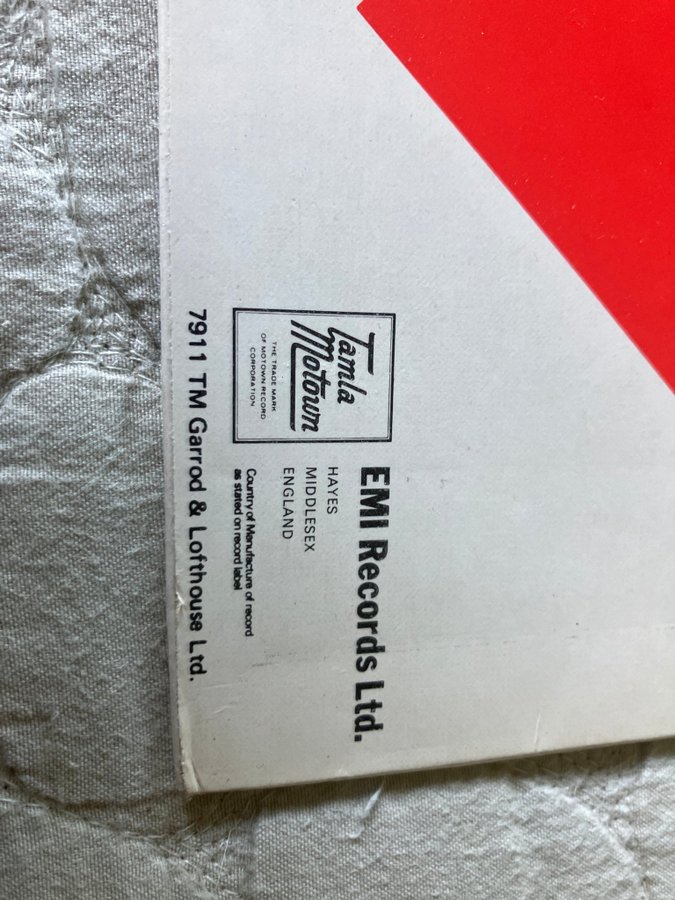 Tamla
Motown
THE TRADE MARK
OF MOTOWN RECORD
CORPORATION
EMI Records Ltd.
HAYES
MIDDLESEX
ENGLAND
Country of Manufacture of record
as stated on record label
7911 TM Garrod & Lofthouse Ltd.